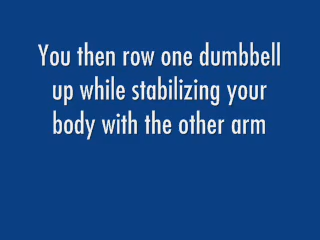 You then row one dumbbell
up while stabilizing your
body with the other arm